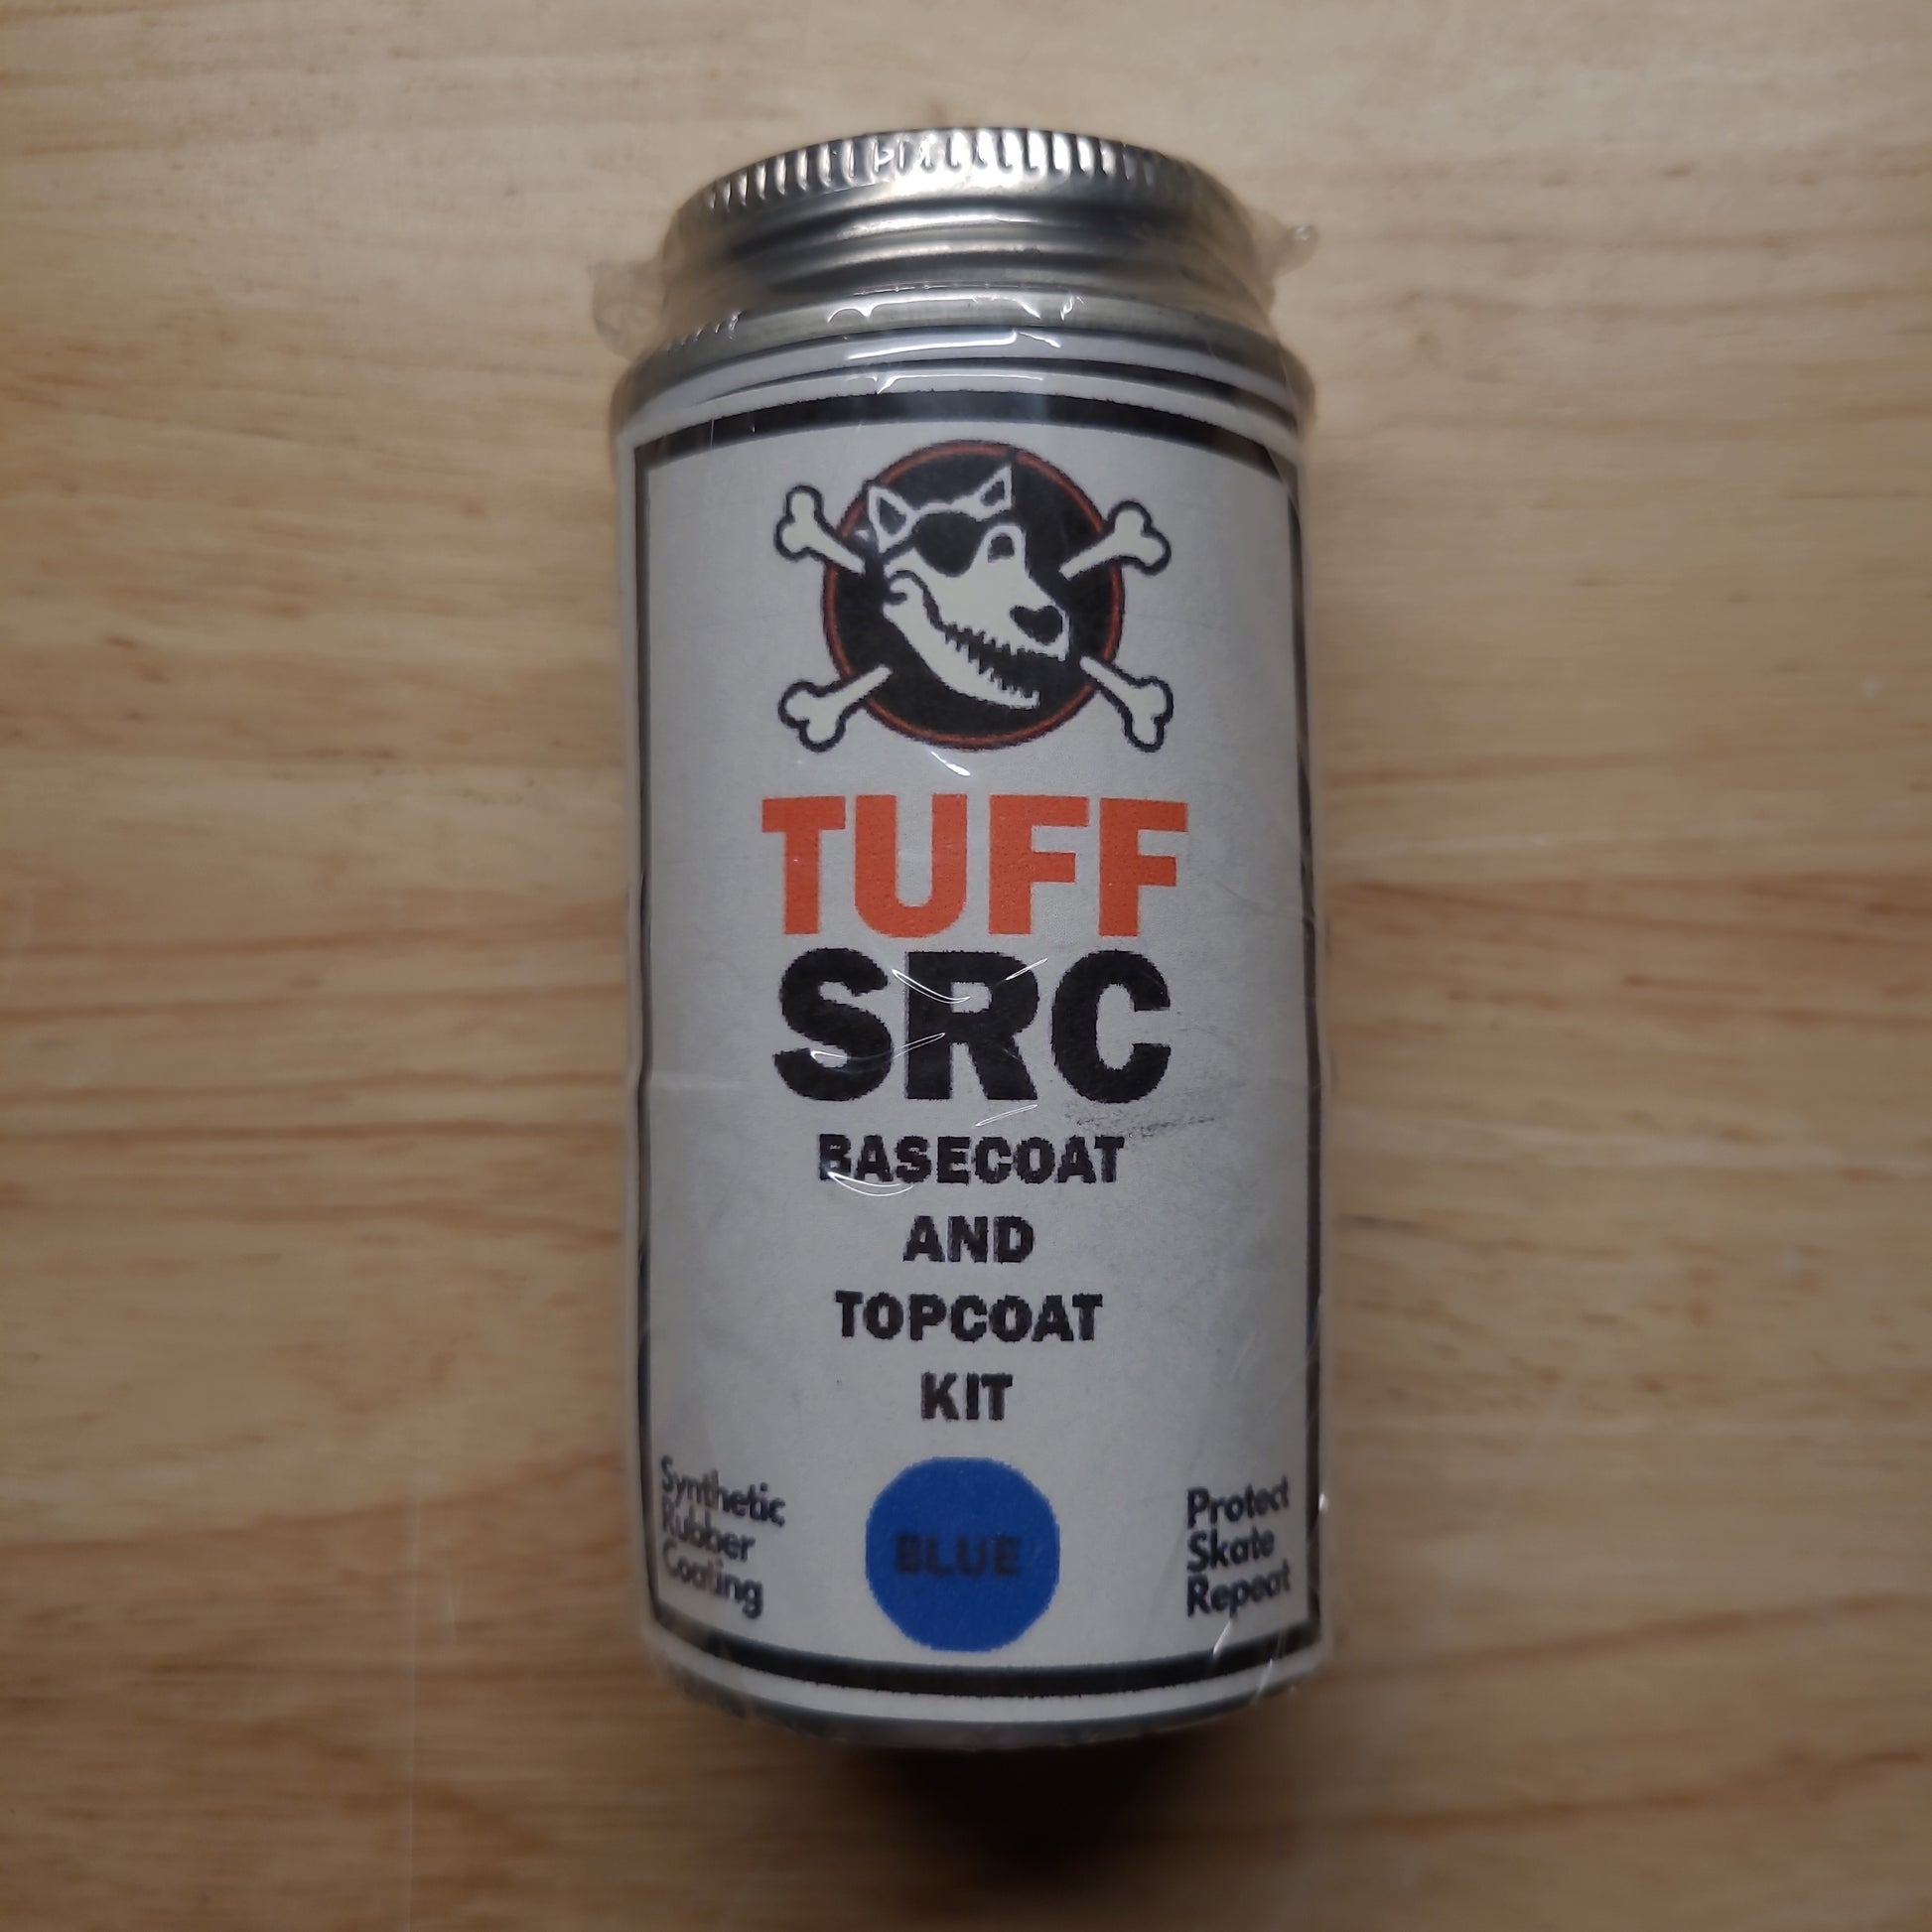 TUFF
SRC
BASECOAT
AND
TOPCOAT
KIT
Synthetic
Rubber
Coating
BLUE
Protect
Skate
Repeat